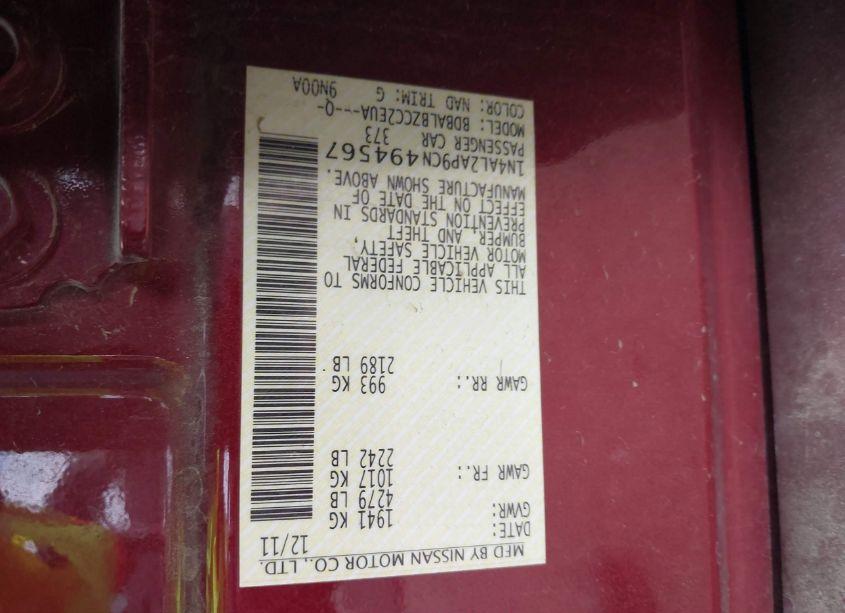 MFD BY NISSAN MOTOR CO., LTD.
DATE: 12/11
GVWR: 1941 KG
4279 LB
GAWR FR.: 1017 KG
2242 LB
GAWR RR.: 993 KG
2189 LB
THIS VEHICLE CONFORMS TO
ALL APPLICABLE FEDERAL
MOTOR VEHICLE SAFETY,
BUMPER, AND THEFT
PREVENTION STANDARDS IN
EFFECT ON THE DATE OF
MANUFACTURE SHOWN ABOVE.
1N4AL2AP9CN494567
PASSENGER CAR 373
MODEL: BDBALBZCC2EUA---Q-
COLOR: NAD TRIM: G 9N00A